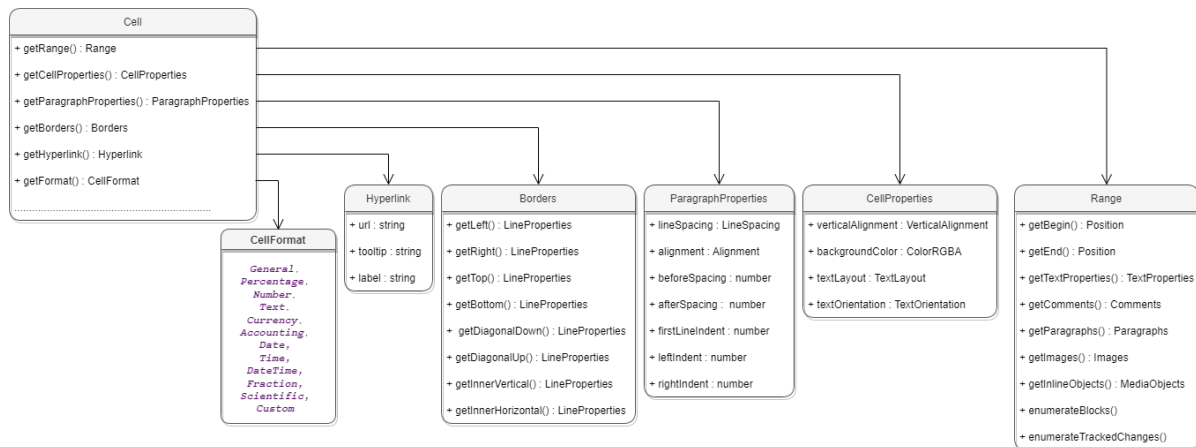 Cell
+ getRange() : Range
+ getCellProperties() : CellProperties
+ getParagraphProperties() : ParagraphProperties
+ getBorders() : Borders
+ getHyperlink() : Hyperlink
+ getFormat() : CellFormat
CellFormat
General,
Percentage,
Number,
Text,
Currency,
Accounting,
Date,
Time,
DateTime,
Fraction,
Scientific,
Custom
Hyperlink
+ url : string
+ tooltip : string
+ label : string
Borders
+ getLeft() : LineProperties
+ getRight() : LineProperties
+ getTop() : LineProperties
+ getBottom() : LineProperties
+ getDiagonalDown() : LineProperties
+ getDiagonalUp() : LineProperties
+ getInnerVertical() : LineProperties
+ getInnerHorizontal() : LineProperties
ParagraphProperties
+ lineSpacing : LineSpacing
+ alignment : Alignment
+ beforeSpacing : number
+ afterSpacing : number
+ firstLineIndent : number
+ leftIndent : number
+ rightIndent : number
CellProperties
+ verticalAlignment : VerticalAlignment
+ backgroundColor : ColorRGBA
+ textLayout : TextLayout
+ textOrientation : TextOrientation
Range
+ getBegin() : Position
+ getEnd() : Position
+ getTextProperties() : TextProperties
+ getComments() : Comments
+ getParagraphs() : Paragraphs
+ getImages() : Images
+ getInlineObjects() : MediaObjects
+ enumerateBlocks()
+ enumerateTrackedChanges()